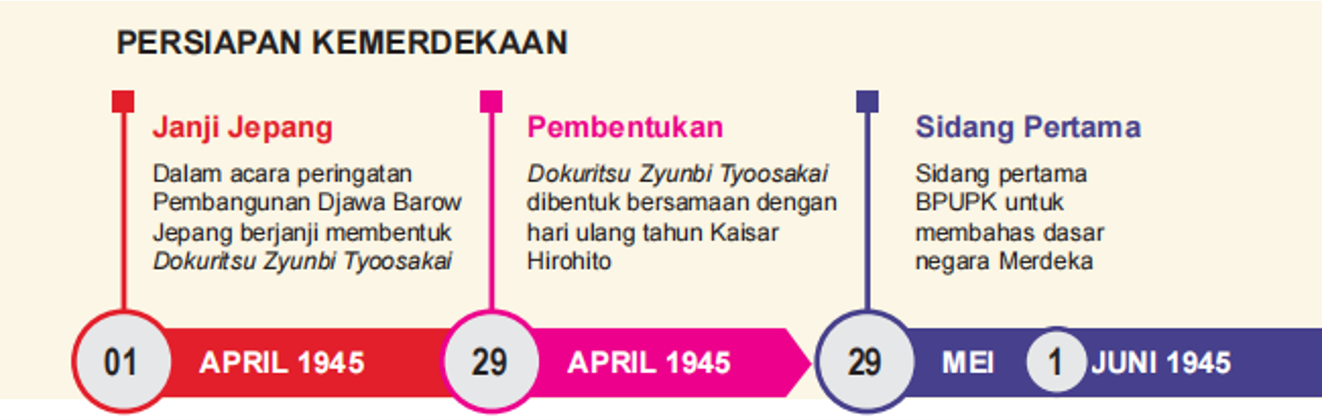 PERSIAPAN KEMERDEKAAN
Janji Jepang
Dalam acara peringatan
Pembangunan Djawa Barow
Jepang berjanji membentuk
Dokuritsu Zyunbi Tyoosakai
01 APRIL 1945
Pembentukan
Dokuritsu Zyunbi Tyoosakai
dibentuk bersamaan dengan
hari ulang tahun Kaisar
Hirohito
29 APRIL 1945
Sidang Pertama
Sidang pertama
BPUPK untuk
membahas dasar
negara Merdeka
29 MEI 1 JUNI 1945